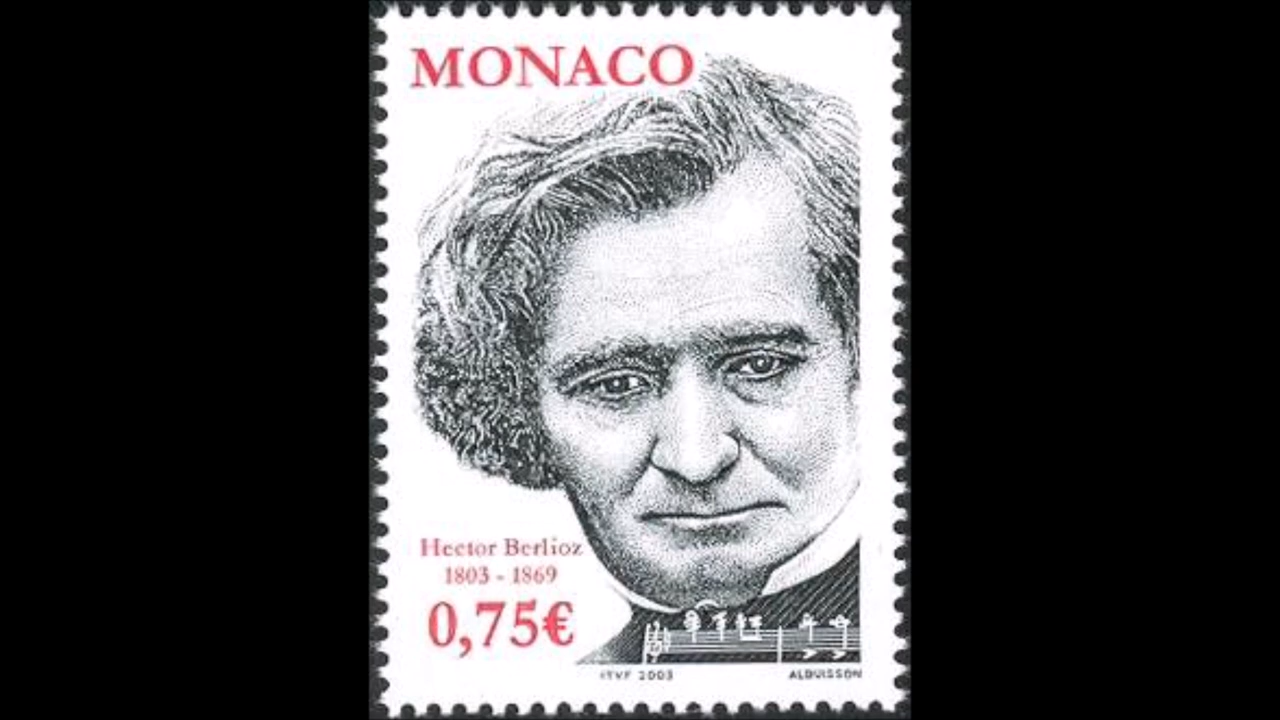 MONACO
Hector Berlioz
1803 - 1869
0,75€
ITVF 2003
ALBUISSON